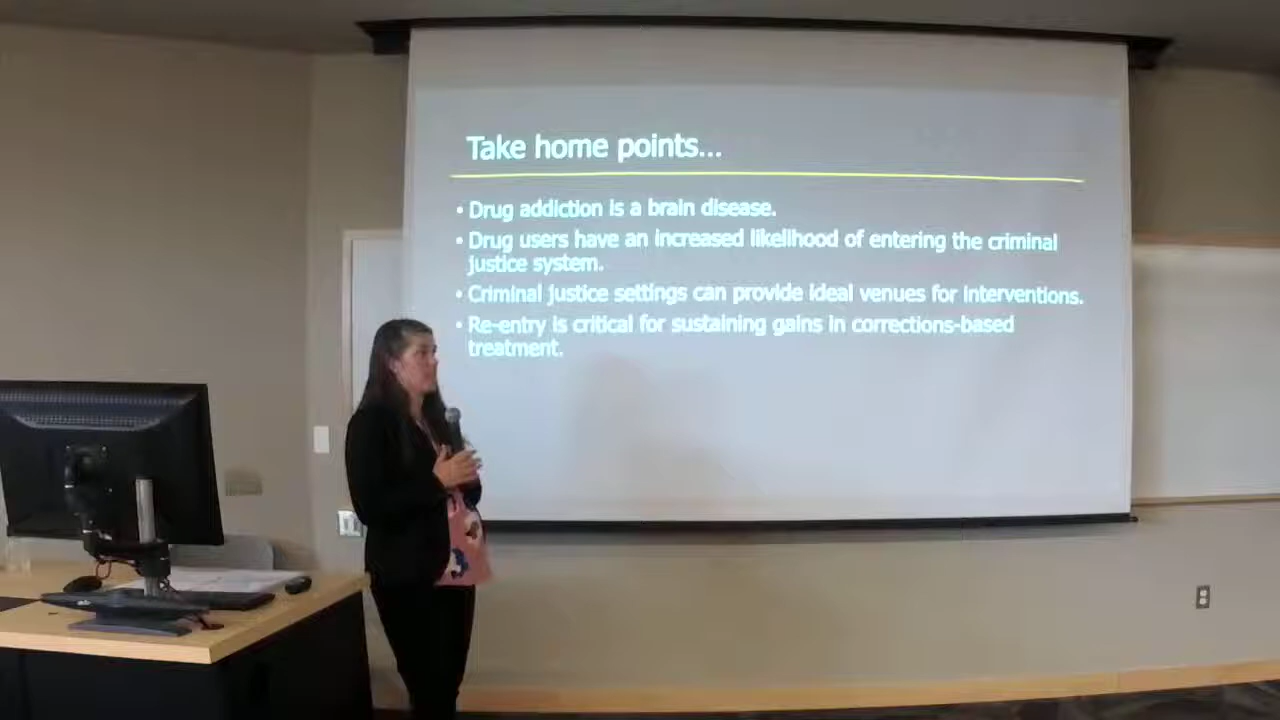 Take home points...
• Drug addiction is a brain disease.
• Drug users have an increased likelihood of entering the criminal
justice system.
• Criminal justice settings can provide ideal venues for interventions.
• Re-entry is critical for sustaining gains in corrections-based
treatment.